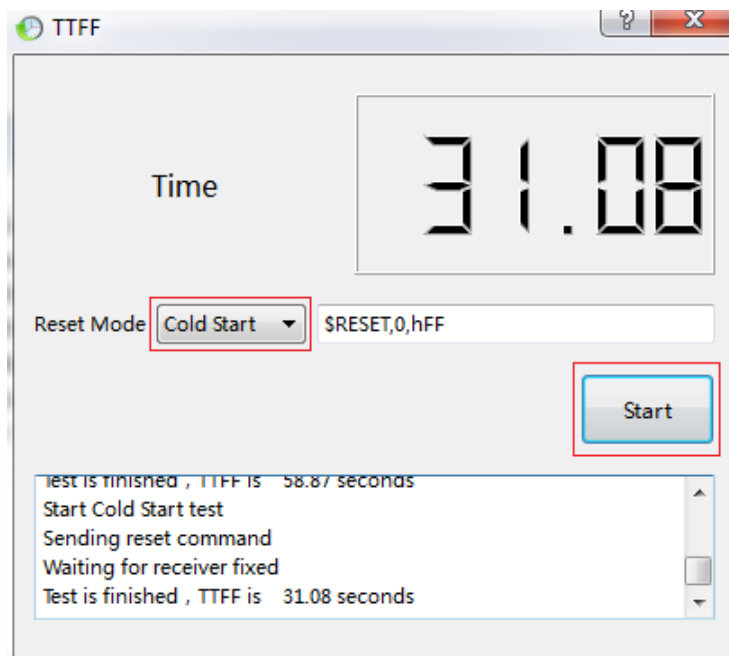 TTFF
Time
31.08
Reset Mode Cold Start $RESET,0,hFF
Start
Test is finished , TTFF is 58.87 seconds
Start Cold Start test
Sending reset command
Waiting for receiver fixed
Test is finished , TTFF is 31.08 seconds